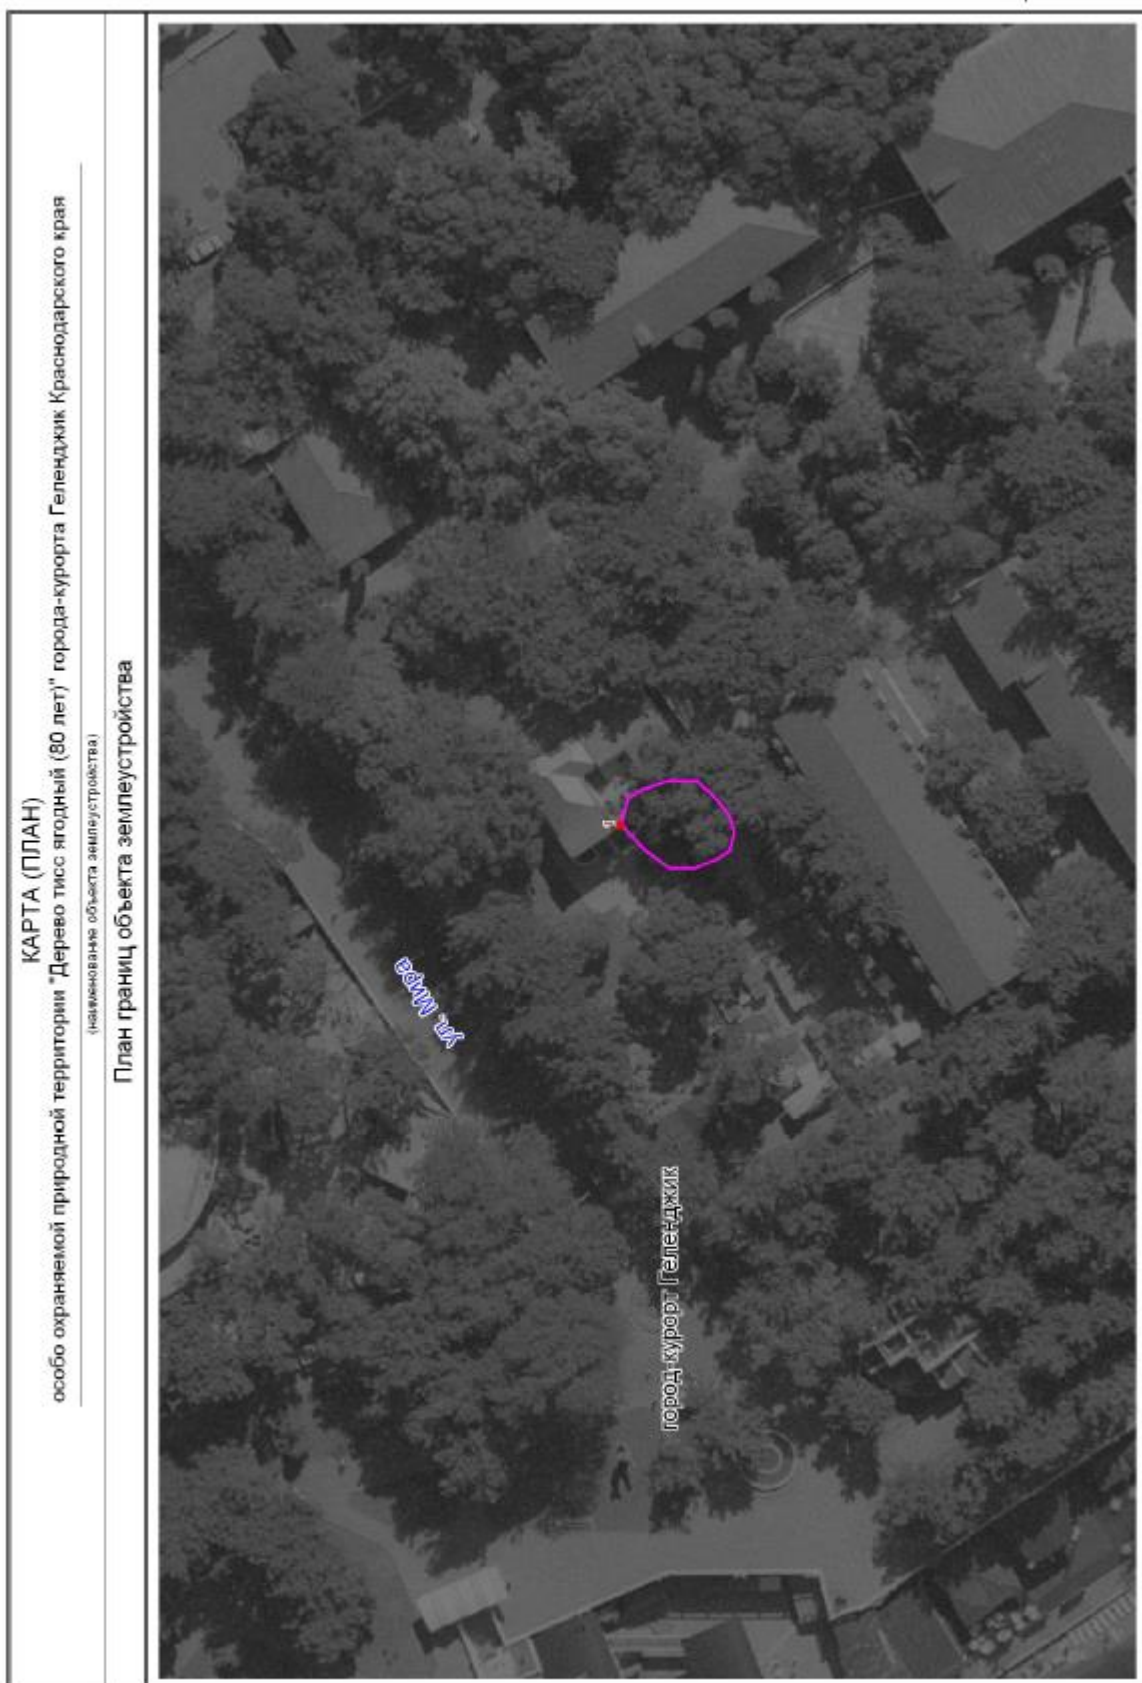 КАРТА (ПЛАН)
особо охраняемой природной территории "Дерево тисс ягодный (80 лет)" города-курорта Геленджик Краснодарского края
(наименование объекта землеустройства)
План границ объекта землеустройства
ул. Мира
город-курорт Геленджик